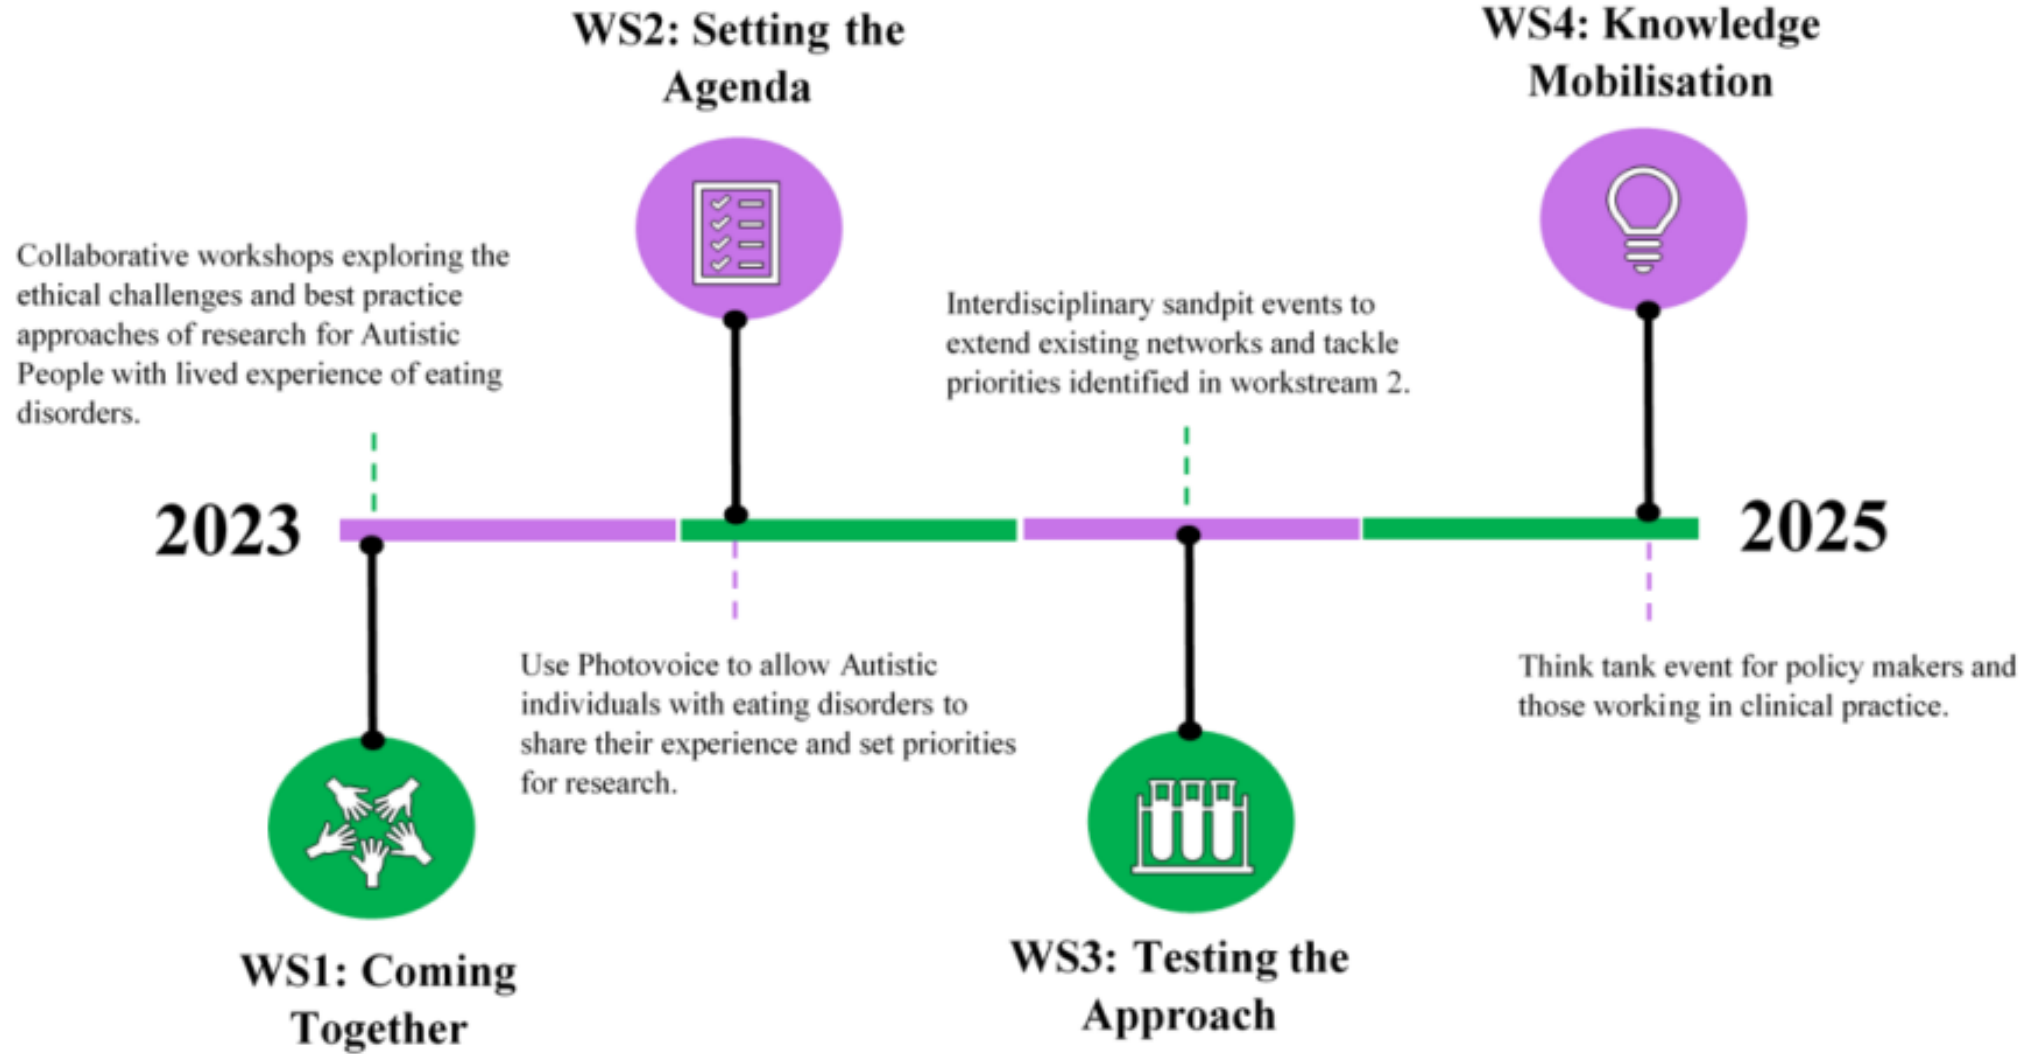 WS2: Setting the
Agenda
WS4: Knowledge
Mobilisation
Collaborative workshops exploring the
ethical challenges and best practice
approaches of research for Autistic
People with lived experience of eating
disorders.
Interdisciplinary sandpit events to
extend existing networks and tackle
priorities identified in workstream 2.
2023
2025
Use Photovoice to allow Autistic
individuals with eating disorders to
share their experience and set priorities
for research.
Think tank event for policy makers and
those working in clinical practice.
WS1: Coming
Together
WS3: Testing the
Approach